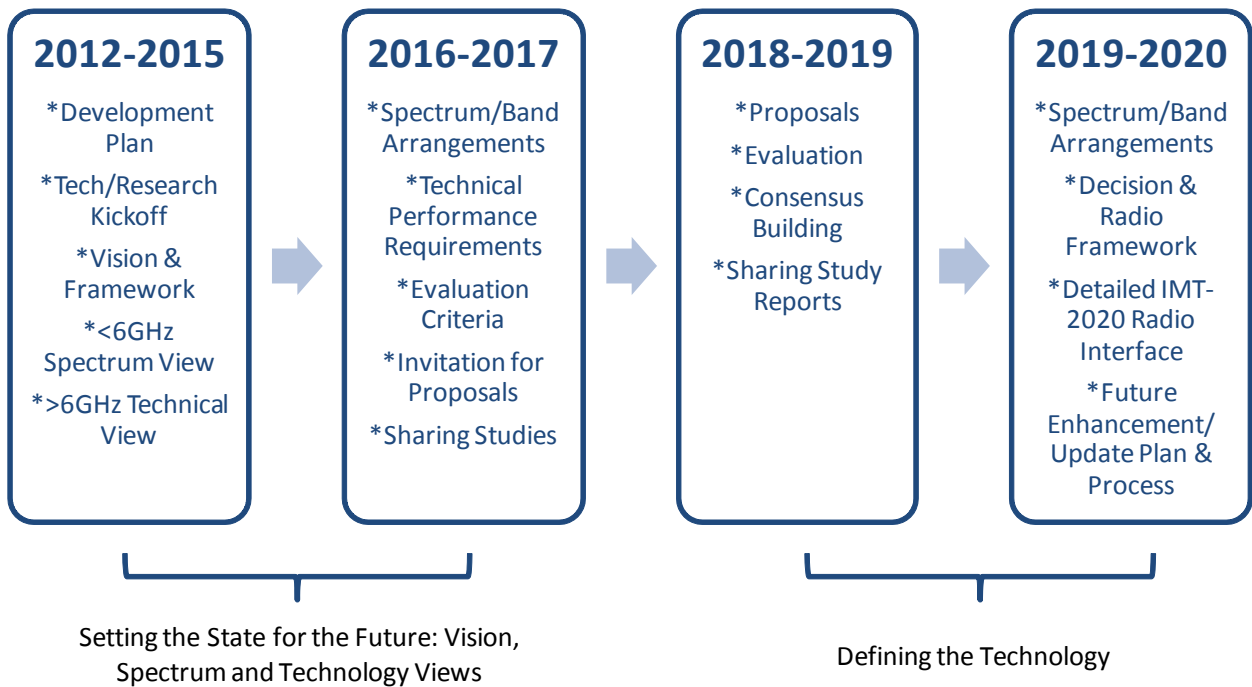 2012-2015
*Development
Plan
*Tech/Research
Kickoff
*Vision &
Framework
*<6GHz
Spectrum View
*>6GHz Technical
View
2016-2017
*Spectrum/Band
Arrangements
*Technical
Performance
Requirements
*Evaluation
Criteria
*Invitation for
Proposals
*Sharing Studies
2018-2019
*Proposals
*Evaluation
*Consensus
Building
*Sharing Study
Reports
2019-2020
*Spectrum/Band
Arrangements
*Decision &
Radio
Framework
*Detailed IMT-
2020 Radio
Interface
*Future
Enhancement/
Update Plan &
Process
Setting the State for the Future: Vision,
Spectrum and Technology Views
Defining the Technology